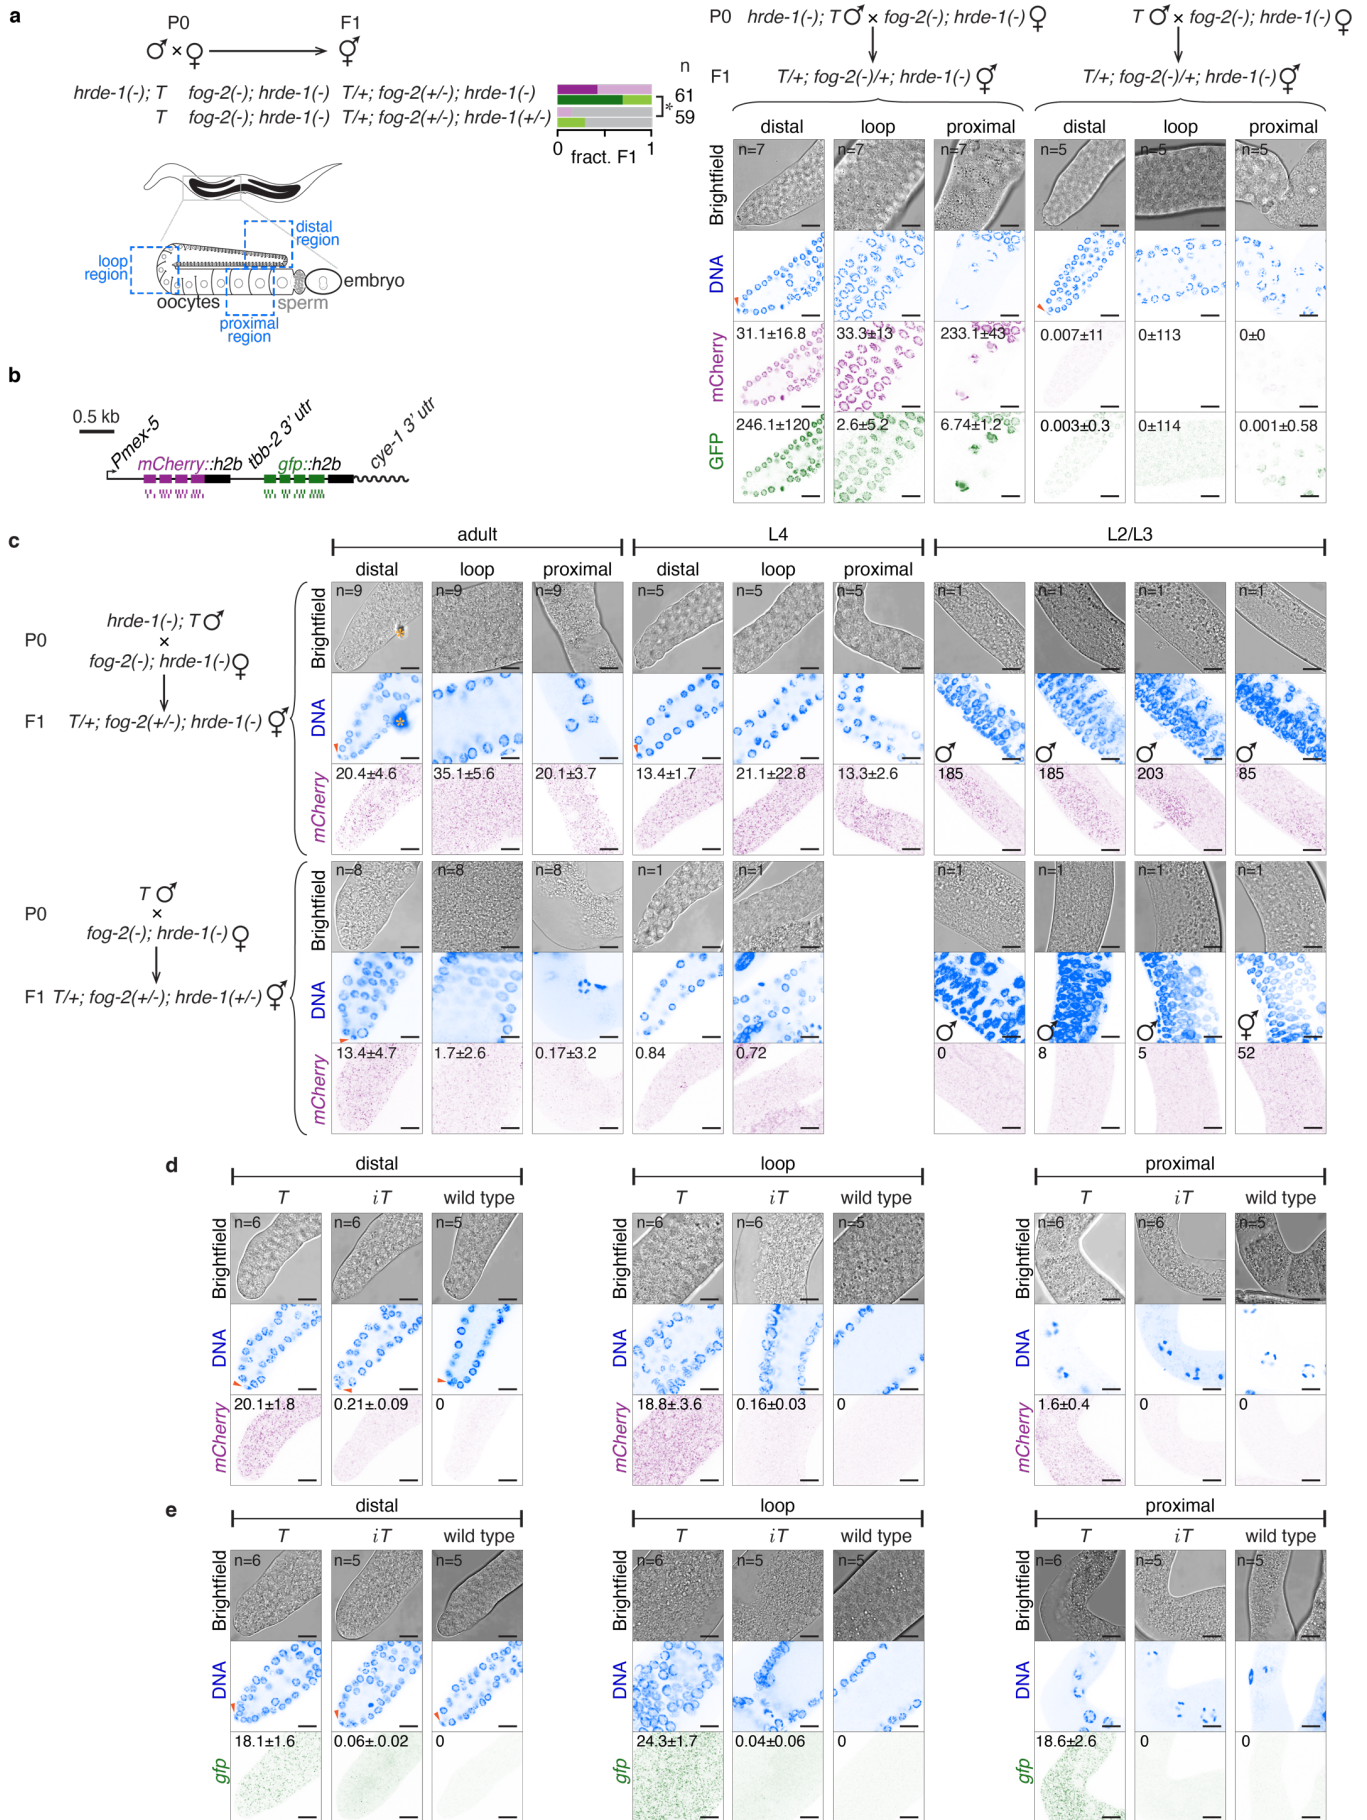 a
P0 F1
♂ × ♀ ⚥
n
hrde-1(-); T fog-2(-); hrde-1(-) T/+; fog-2(+/-); hrde-1(-) 61
*
T fog-2(-); hrde-1(-) T/+; fog-2(+/-); hrde-1(+/-) 59
0 1
fract. F1
distal
region
loop
region
embryo
oocytes sperm
proximal
region
P0 hrde-1(-); T ♂ × fog-2(-); hrde-1(-) ♀ T ♂ × fog-2(-); hrde-1(-) ♀
F1 T/+; fog-2(-)/+; hrde-1(-) ⚥ T/+; fog-2(-)/+; hrde-1(-) ⚥
distal loop proximal distal loop proximal
Brightfield
n=7 n=7 n=7 n=5 n=5 n=5
DNA
mCherry
31.1±16.8 33.3±13 233.1±43 0.007±11 0±113 0±0
GFP
246.1±120 2.6±5.2 6.74±1.2 0.003±0.3 0±114 0.001±0.58
b
0.5 kb
Pmex-5
mCherry::h2b
tbb-2 3' utr
gfp::h2b
cye-1 3' utr
c
adult L4 L2/L3
distal loop proximal distal loop proximal
P0
hrde-1(-); T ♂
×
fog-2(-); hrde-1(-) ♀
F1 T/+; fog-2(+/-); hrde-1(-) ⚥
Brightfield
n=9 n=9 n=9 n=5 n=5 n=5 n=1 n=1 n=1 n=1
*
DNA
*
♂ ♂ ♂ ♂
mCherry
20.4±4.6 35.1±5.6 20.1±3.7 13.4±1.7 21.1±22.8 13.3±2.6 185 185 203 85
P0
T ♂
×
fog-2(-); hrde-1(-) ♀
F1 T/+; fog-2(+/-); hrde-1(+/-) ⚥
Brightfield
n=8 n=8 n=8 n=1 n=1 n=1 n=1 n=1 n=1
DNA
♂ ♂ ♂ ⚥
mCherry
13.4±4.7 1.7±2.6 0.17±3.2 0.84 0.72 0 8 5 52
d
distal loop proximal
T iT wild type T iT wild type T iT wild type
Brightfield n=6 n=6 n=5 Brightfield n=6 n=6 n=5 Brightfield n=6 n=6 n=5
DNA DNA DNA
mCherry 20.1±1.8 0.21±.0.09 0 mCherry 18.8±.3.6 0.16±0.03 0 mCherry 1.6±0.4 0 0
e
distal loop proximal
T iT wild type T iT wild type T iT wild type
Brightfield n=6 n=5 n=5 Brightfield n=6 n=5 n=5 Brightfield n=6 n=5 n=5
DNA DNA DNA
gfp 18.1±1.6 0.06±.0.02 0 gfp 24.3±1.7 0.04±0.06 0 gfp 18.6±2.6 0 0